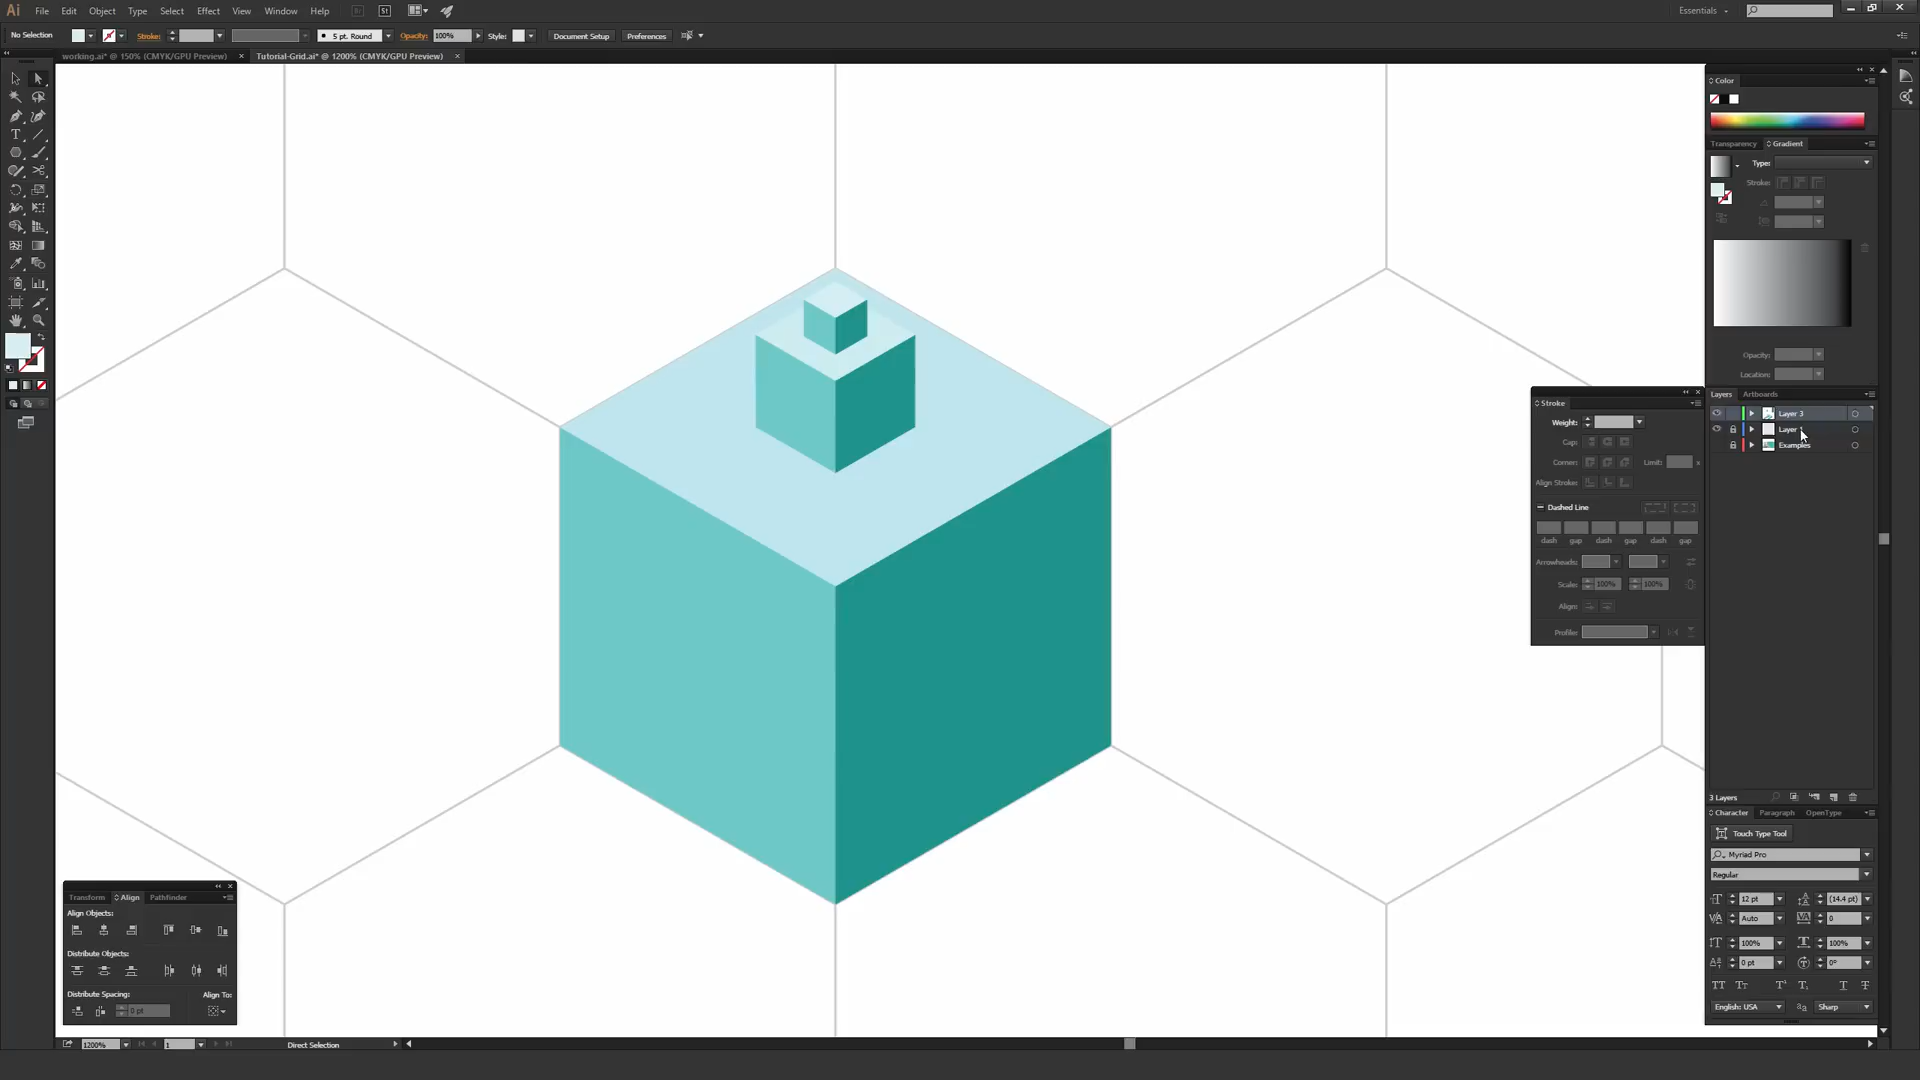 Ai File Edit Object Type Select Effect View Window Help Br St Essentials
No Selection Stroke: 5 pt. Round Opacity: 100% Style: Document Setup Preferences
working.ai* @ 150% (CMYK/GPU Preview) Tutorial-Grid.ai* @ 1200% (CMYK/GPU Preview)
Color
Transparency Gradient
Type:
Stroke:
Opacity:
Location:
Layers Artboards
Layer 3
Layer
Examples
3 Layers
Stroke
Weight:
Cap:
Corner: Limit: x
Align Stroke:
Dashed Line
dash gap dash gap dash gap
Arrowheads:
Scale: 100% 100%
Align:
Profile:
Character Paragraph OpenType
Touch Type Tool
Myriad Pro
Regular
12 pt (14.4 pt)
Auto 0
100% 100%
0 pt 0°
English: USA Sharp
Transform Align Pathfinder
Align Objects:
Distribute Objects:
Distribute Spacing: Align To:
0 pt
1200% 1 Direct Selection